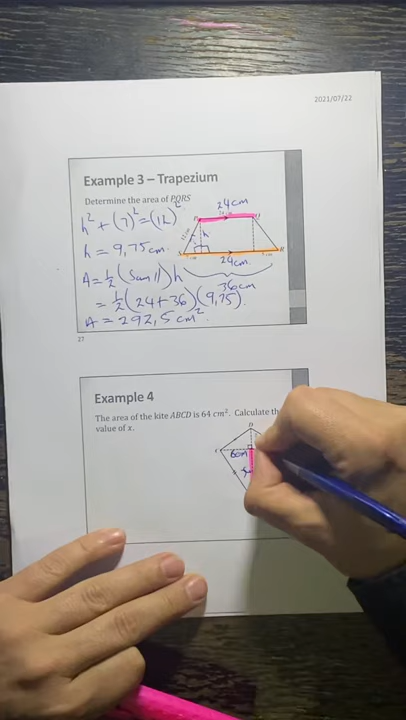 2021/07/22
Example 3 – Trapezium
Determine the area of PQRS
h² + (7)² = (12)²
h = 9,75cm
A = ½(Sum ||)h
= ½(24+36)(9,75)
A = 292,5 cm²
24cm
h
24cm
36cm
27
Example 4
The area of the kite ABCD is 64 cm². Calculate th
value of x.
6cm